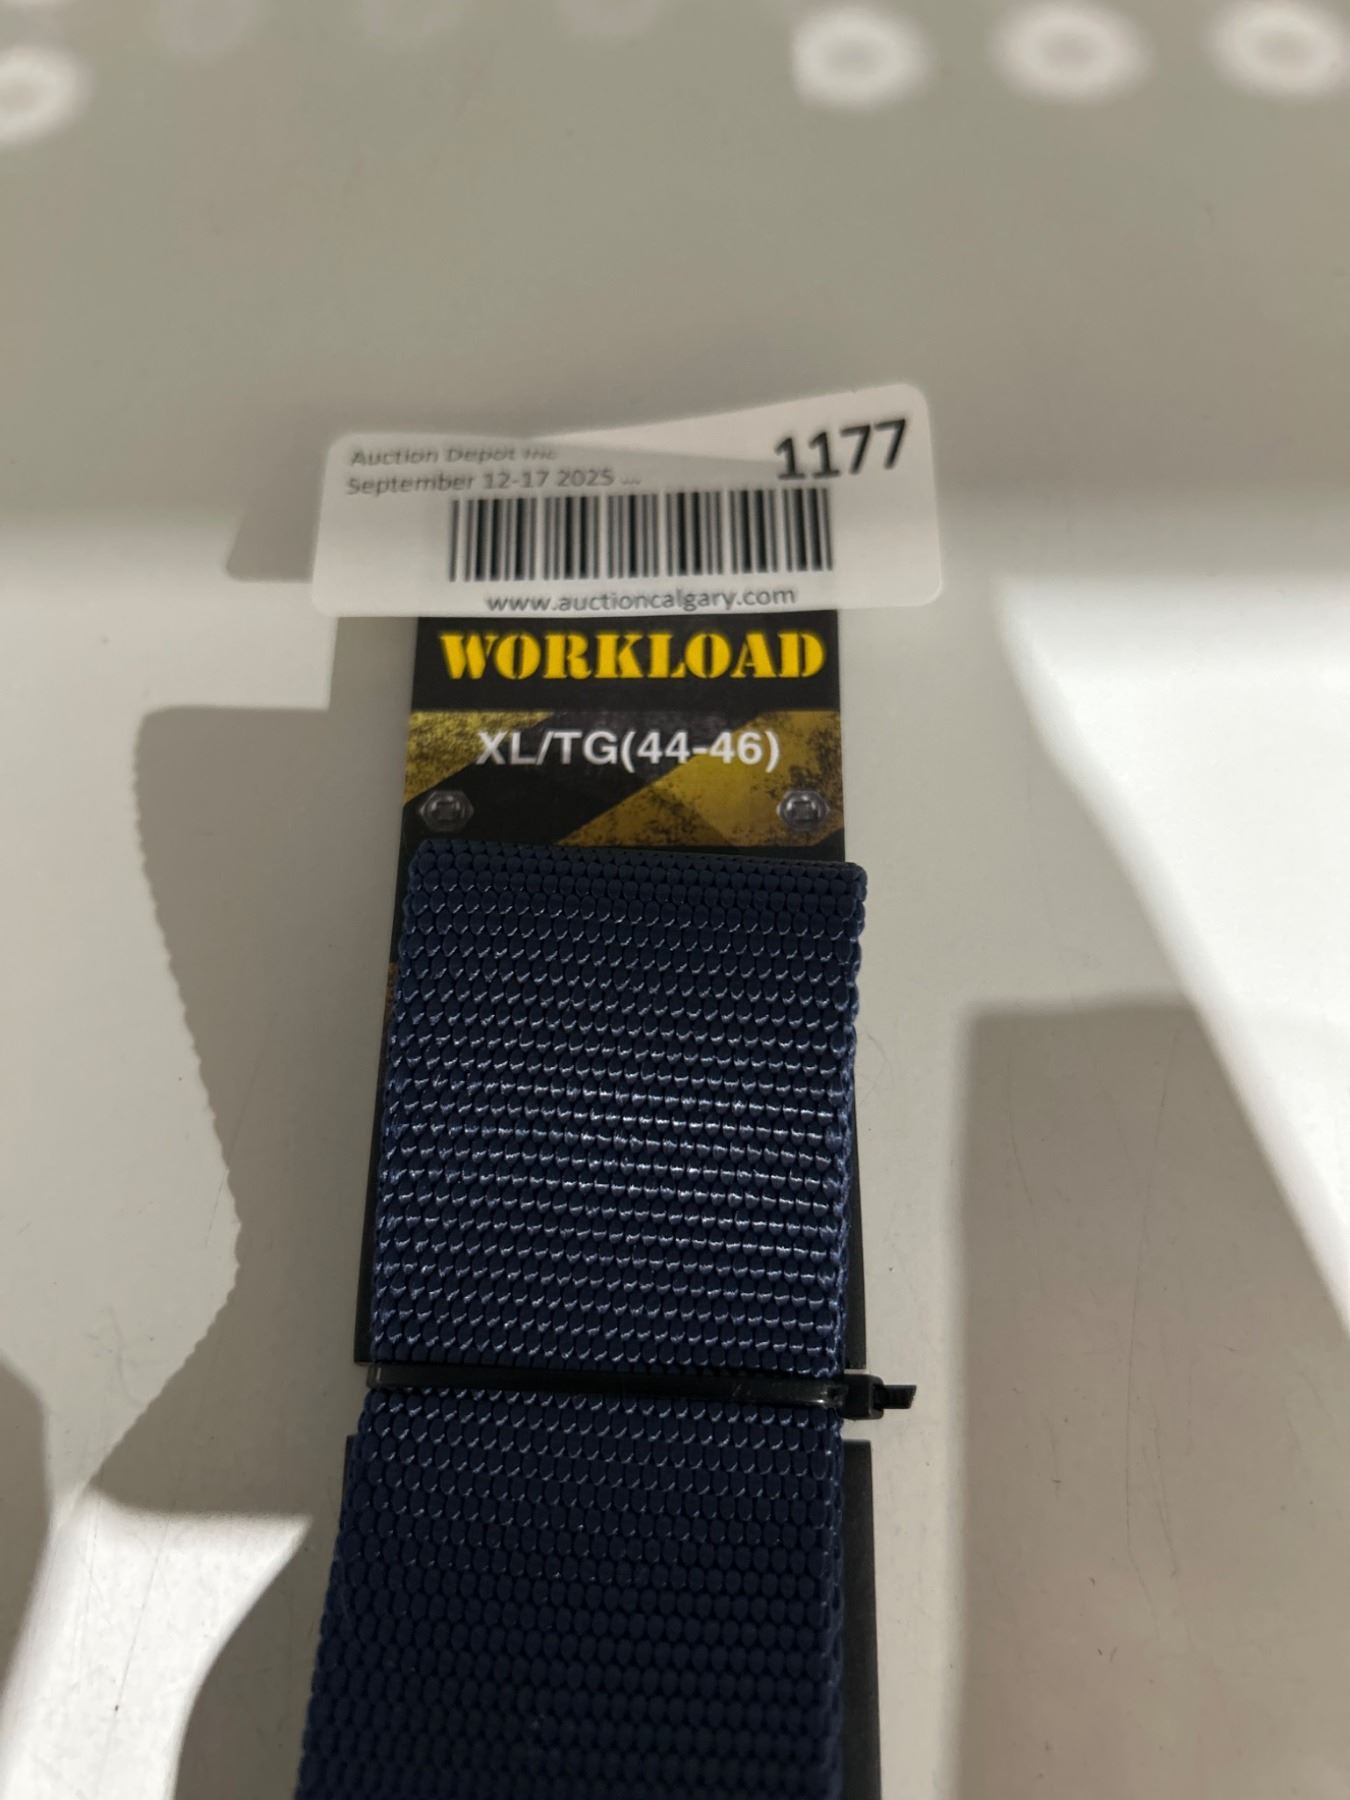 Auction Depot Inc
1177
September 12-17 2025 ...
www.auctioncalgary.com
WORKLOAD
XL/TG(44-46)